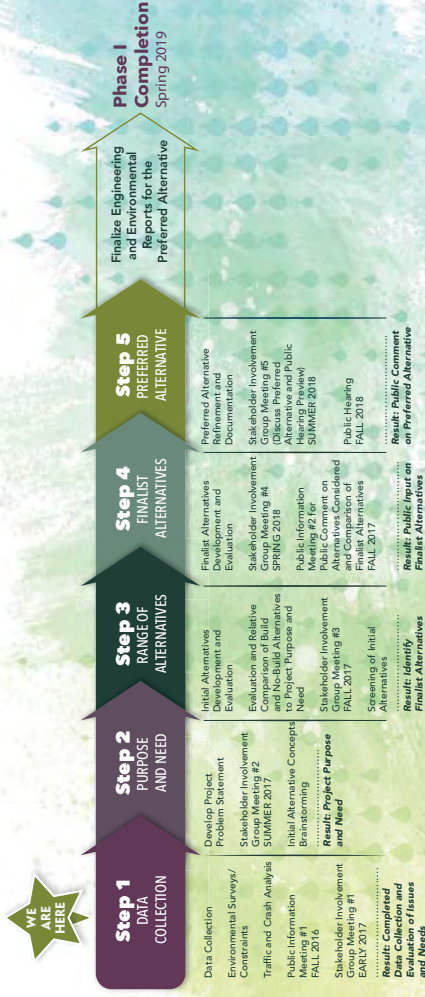 WE
ARE
HERE
Step 1
DATA
COLLECTION
Data Collection
Environmental Surveys/
Constraints
Traffic and Crash Analysis
Public Information
Meeting #1
FALL 2016
Stakeholder Involvement
Group Meeting #1
EARLY 2017
Result: Completed
Data Collection and
Evaluation of Issues
and Needs
Step 2
PURPOSE
AND NEED
Develop Project
Problem Statement
Stakeholder Involvement
Group Meeting #2
SUMMER 2017
Initial Alternative Concepts
Brainstorming
Result: Project Purpose
and Need
Step 3
RANGE OF
ALTERNATIVES
Initial Alternatives
Development and
Evaluation
Evaluation and Relative
Comparison of Build
and No-Build Alternatives
to Project Purpose and
Need
Stakeholder Involvement
Group Meeting #3
FALL 2017
Screening of Initial
Alternatives
Result: Identify
Finalist Alternatives
Step 4
FINALIST
ALTERNATIVES
Finalist Alternatives
Development and
Evaluation
Stakeholder Involvement
Group Meeting #4
SPRING 2018
Public Information
Meeting #2 for
Public Comment on
Alternatives Considered
and Comparison of
Finalist Alternatives
FALL 2017
Result: Public Input on
Finalist Alternatives
Step 5
PREFERRED
ALTERNATIVE
Preferred Alternative
Refinement and
Documentation
Stakeholder Involvement
Group Meeting #5
(Discuss Preferred
Alternative and Public
Hearing Preview)
SUMMER 2018
Public Hearing
FALL 2018
Result: Public Comment
on Preferred Alternative
Finalize Engineering
and Environmental
Reports for the
Preferred Alternative
Phase I
Completion
Spring 2019